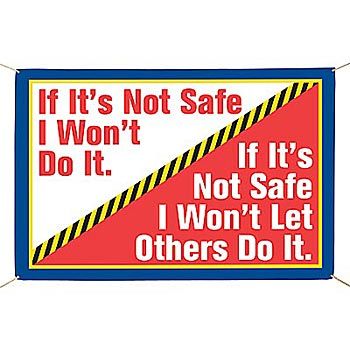 If It's Not Safe
I Won't
Do It.
If It's
Not Safe
I Won't Let
Others Do It.